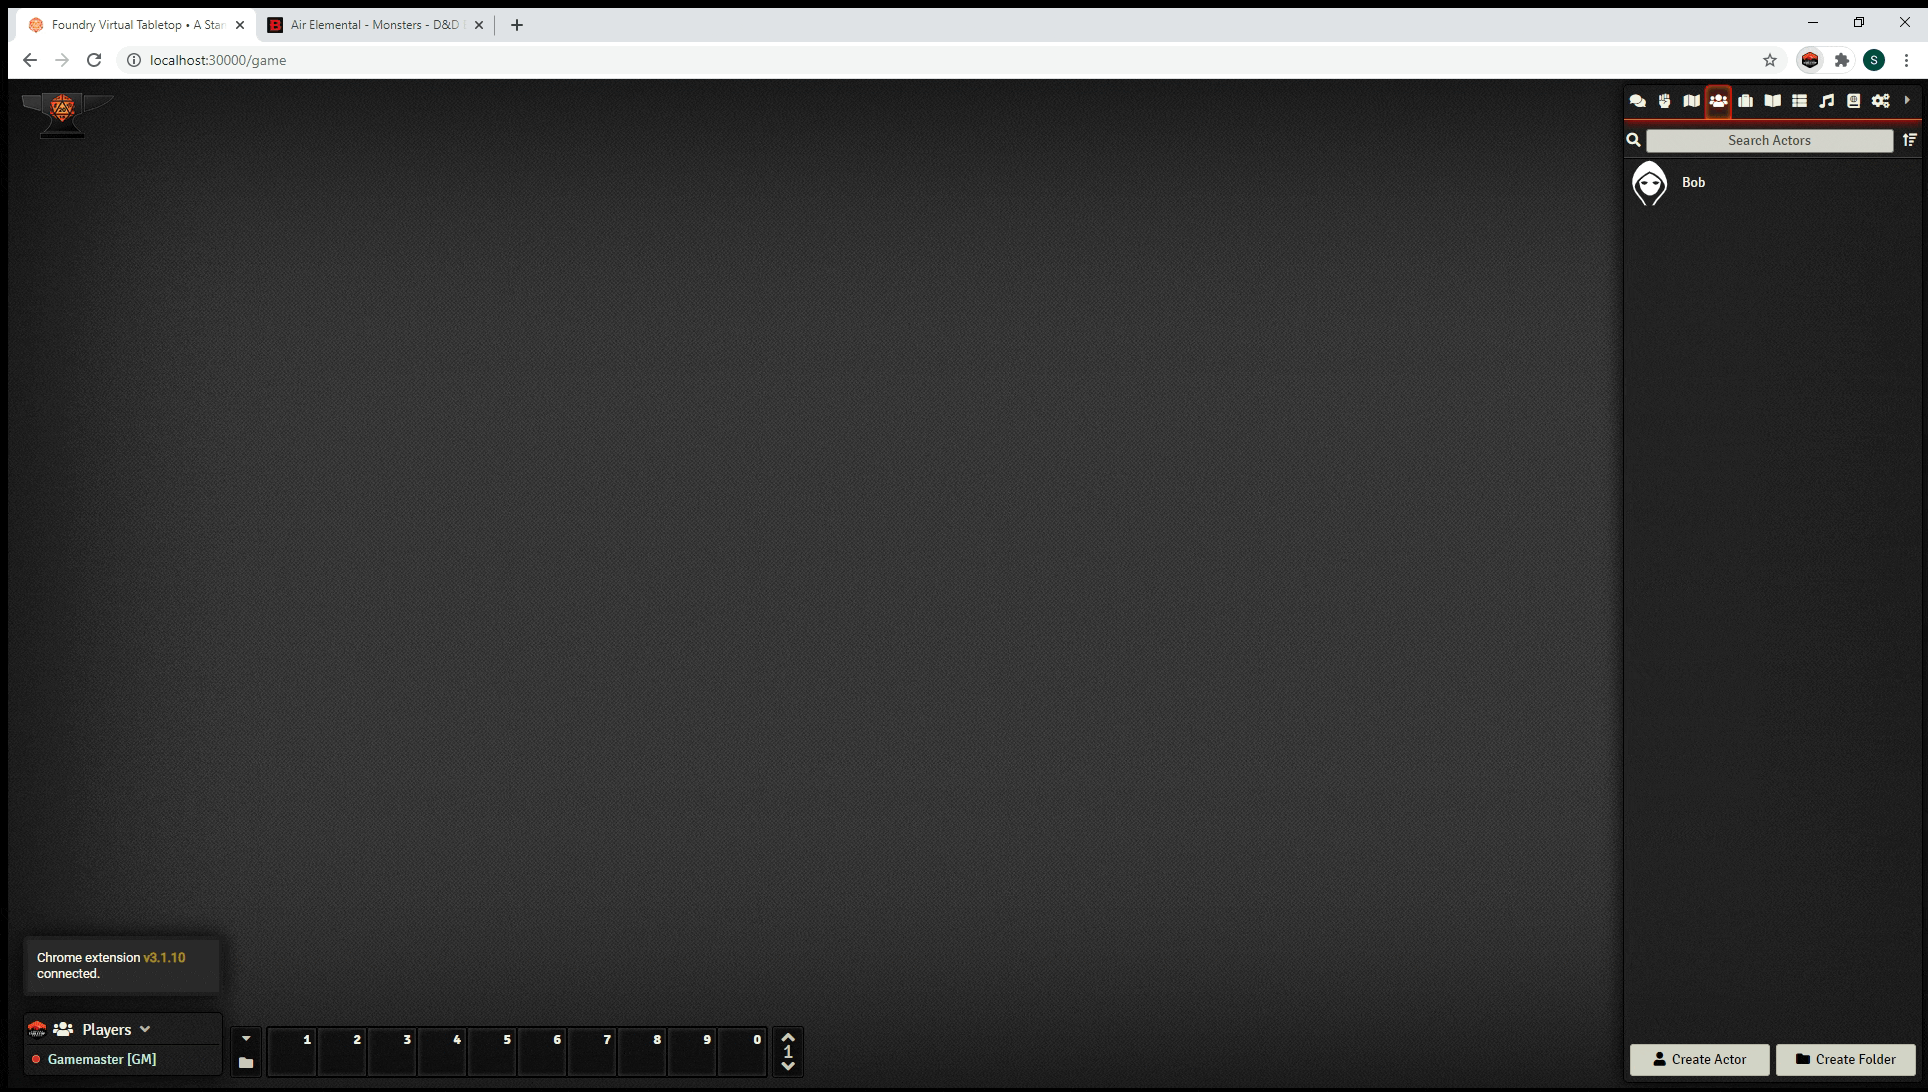 Foundry Virtual Tabletop • A Star
Air Elemental - Monsters - D&D
localhost:30000/game
S
Search Actors
Bob
Chrome extension v3.1.10
connected.
Players
Gamemaster [GM]
1 2 3 4 5 6 7 8 9 0
1
Create Actor
Create Folder